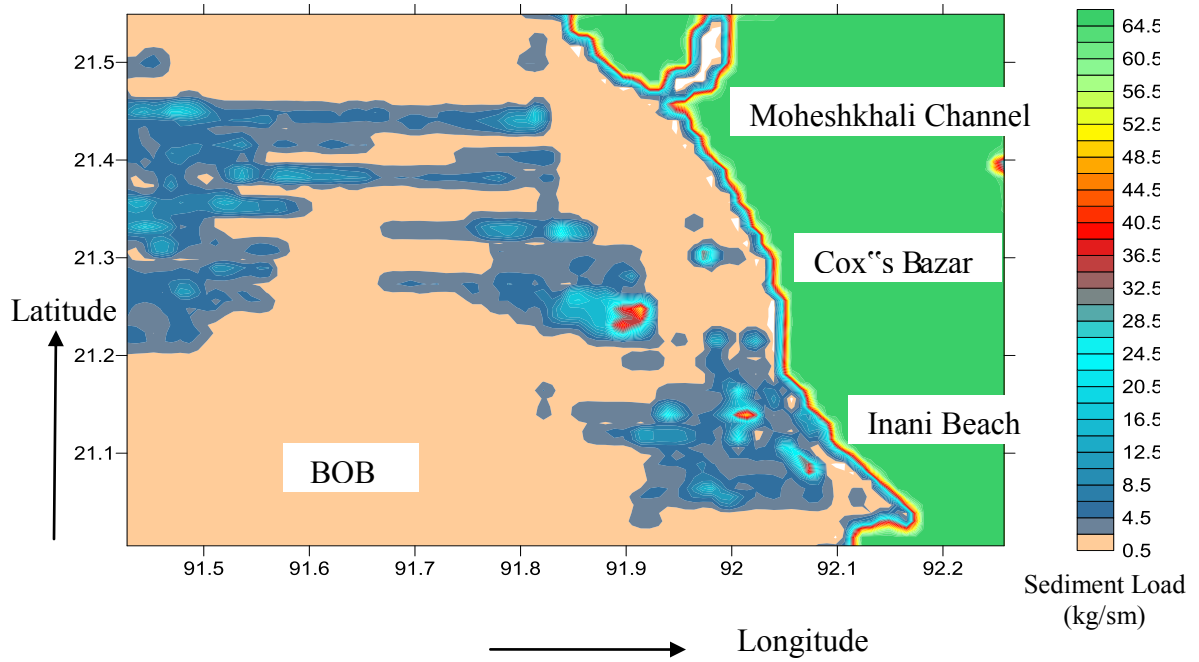 21.5
21.4
21.3
21.2
21.1
Latitude
Moheshkhali Channel
Cox‟s Bazar
Inani Beach
BOB
91.5 91.6 91.7 91.8 91.9 92 92.1 92.2
Longitude
64.5
60.5
56.5
52.5
48.5
44.5
40.5
36.5
32.5
28.5
24.5
20.5
16.5
12.5
8.5
4.5
0.5
Sediment Load
(kg/sm)